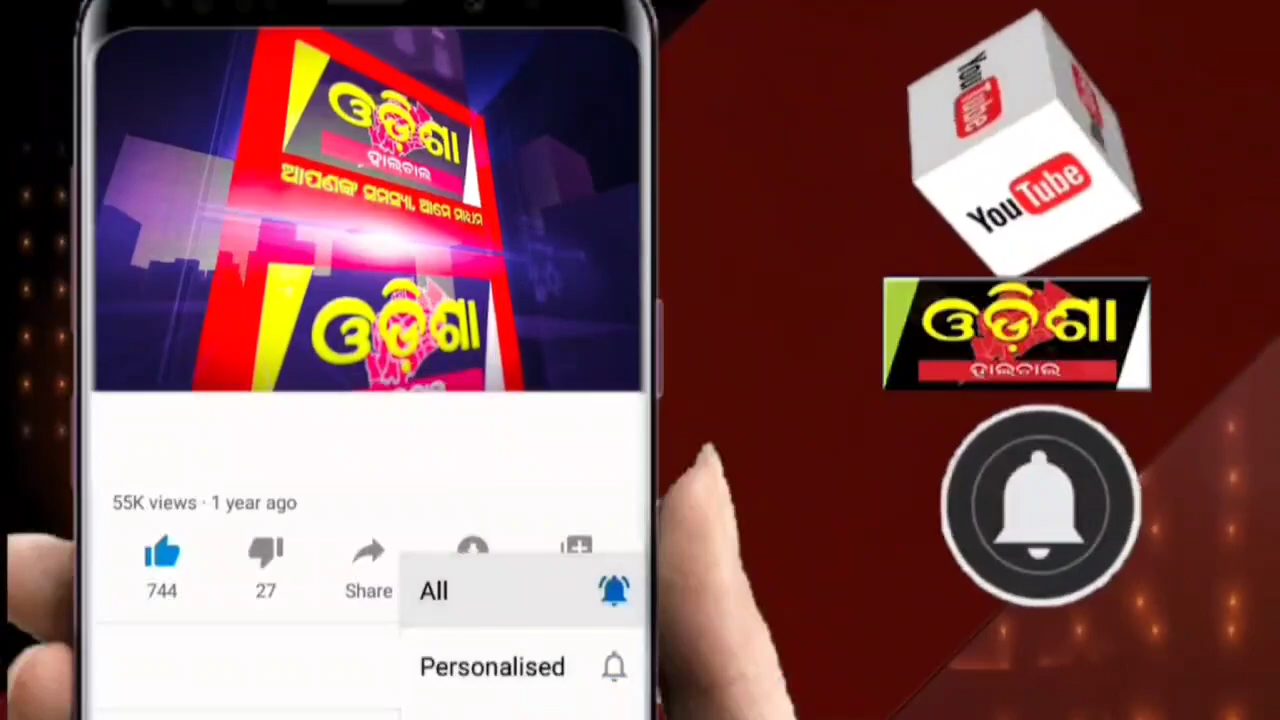 ଓଡ଼ିଶା
ହାଲଚାଲ
ଆପଣଙ୍କ ସମସ୍ୟା, ଆମେ ମାଧ୍ୟମ
ଓଡ଼ିଶା
55K views · 1 year ago
744
27
Share
All
Personalised
YouTube
YouTube
ଓଡ଼ିଶା
ହାଲଚାଲ